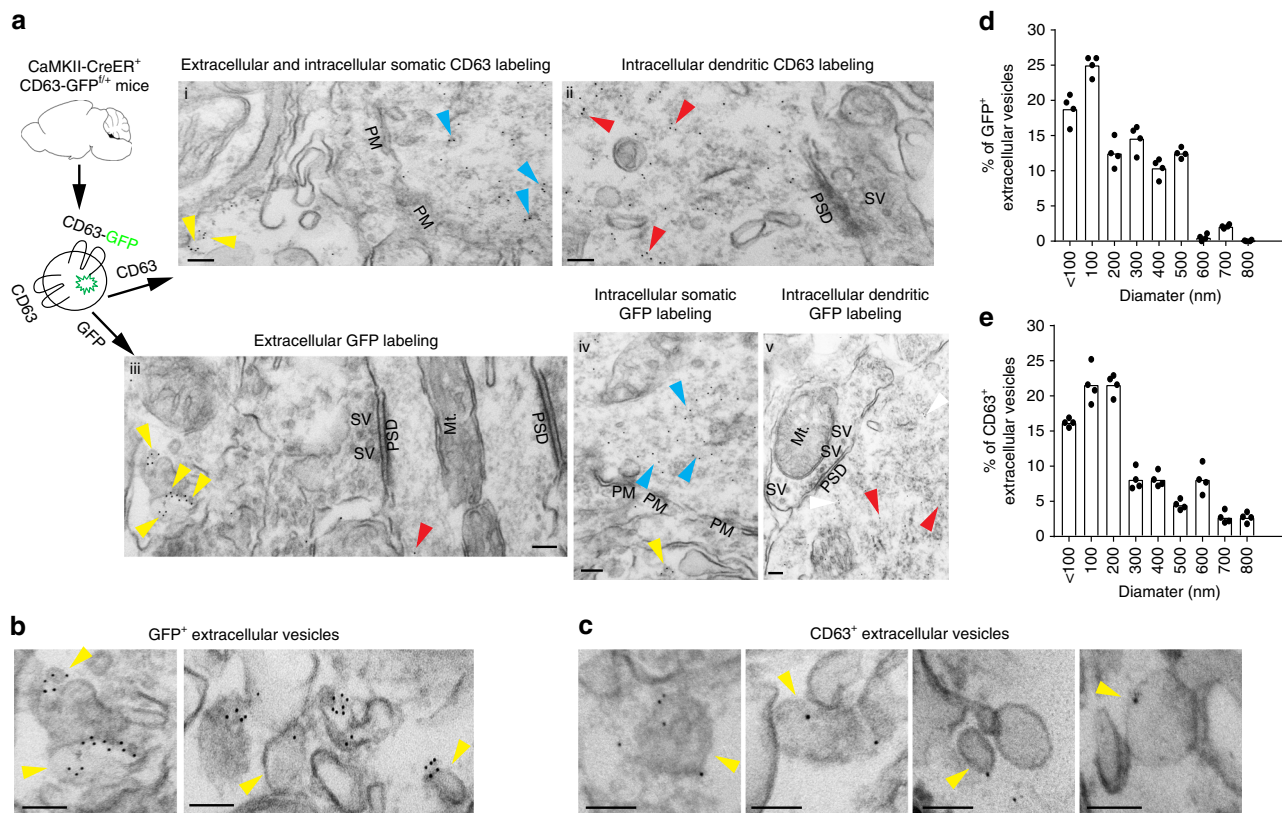 a
CaMKII-CreER⁺
CD63-GFP^f/+ mice
CD63-GFP
CD63
CD63
GFP
Extracellular and intracellular somatic CD63 labeling
i
PM
PM
Intracellular dendritic CD63 labeling
ii
PSD
SV
Extracellular GFP labeling
iii
SV
SV
PSD
Mt.
PSD
Intracellular somatic
GFP labeling
iv
PM
PM
PM
Intracellular dendritic
GFP labeling
v
Mt.
SV
SV
SV
PSD
b
GFP⁺ extracellular vesicles
c
CD63⁺ extracellular vesicles
d
% of GFP⁺
extracellular vesicles
30
25
20
15
10
5
0
<100
100
200
300
400
500
600
700
800
Diamater (nm)
e
% of CD63⁺
extracellular vesicles
30
25
20
15
10
5
0
<100
100
200
300
400
500
600
700
800
Diameter (nm)